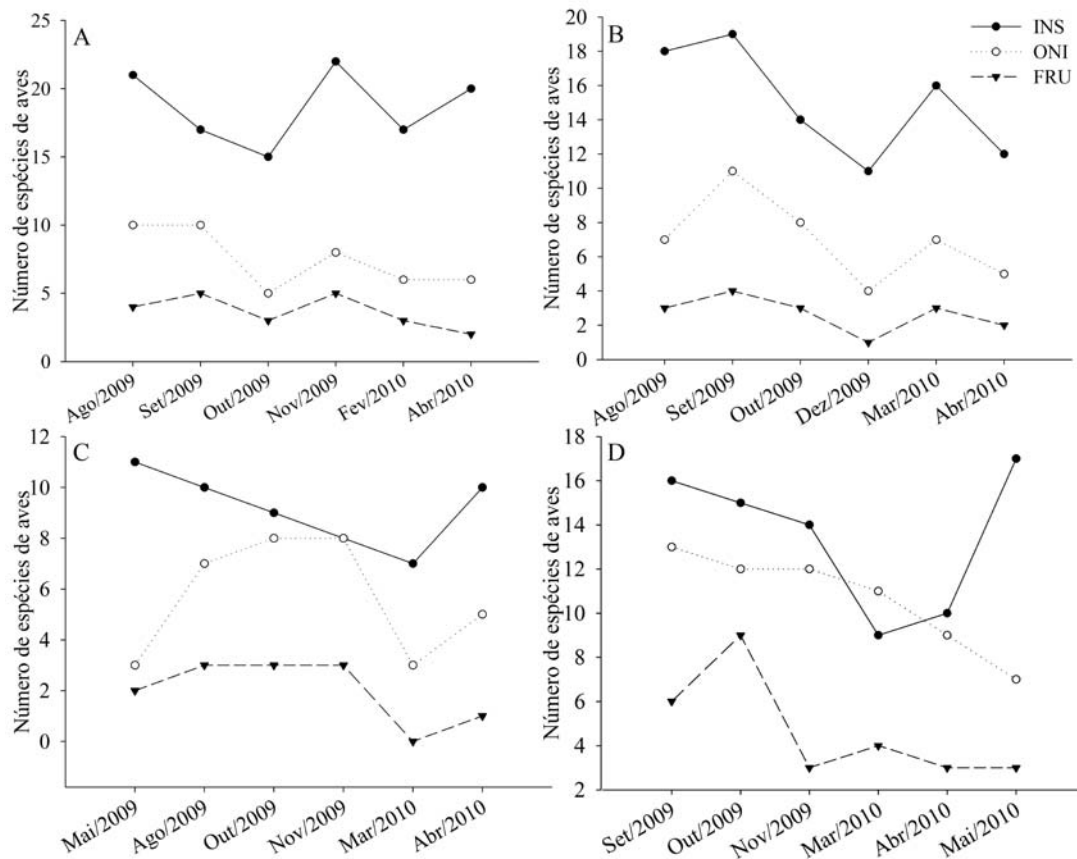 A
Número de espécies de aves
25
20
15
10
5
0
Ago/2009
Set/2009
Out/2009
Nov/2009
Fev/2010
Abr/2010
B
INS
ONI
FRU
Número de espécies de aves
20
18
16
14
12
10
8
6
4
2
0
Ago/2009
Set/2009
Out/2009
Dez/2009
Mar/2010
Abr/2010
C
Número de espécies de aves
12
10
8
6
4
2
0
Mai/2009
Ago/2009
Out/2009
Nov/2009
Mar/2010
Abr/2010
D
Número de espécies de aves
18
16
14
12
10
8
6
4
2
Set/2009
Out/2009
Nov/2009
Mar/2010
Abr/2010
Mai/2010